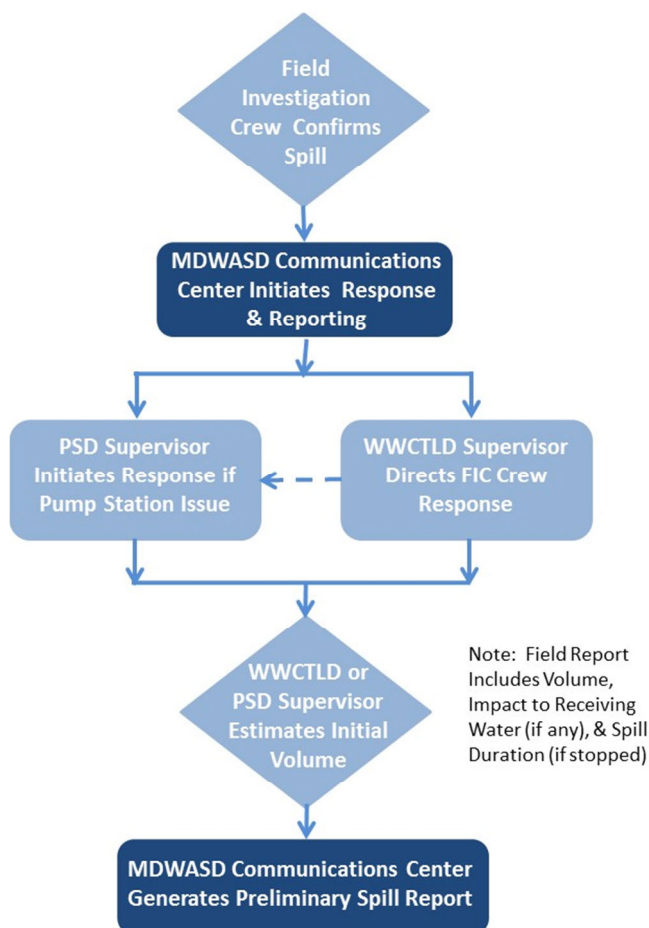 Field
Investigation
Crew Confirms
Spill
MDWASD Communications
Center Initiates Response
& Reporting
PSD Supervisor
Initiates Response if
Pump Station Issue
WWCTLD Supervisor
Directs FIC Crew
Response
WWCTLD or
PSD Supervisor
Estimates Initial
Volume
Note: Field Report
Includes Volume,
Impact to Receiving
Water (if any), & Spill
Duration (if stopped)
MDWASD Communications Center
Generates Preliminary Spill Report